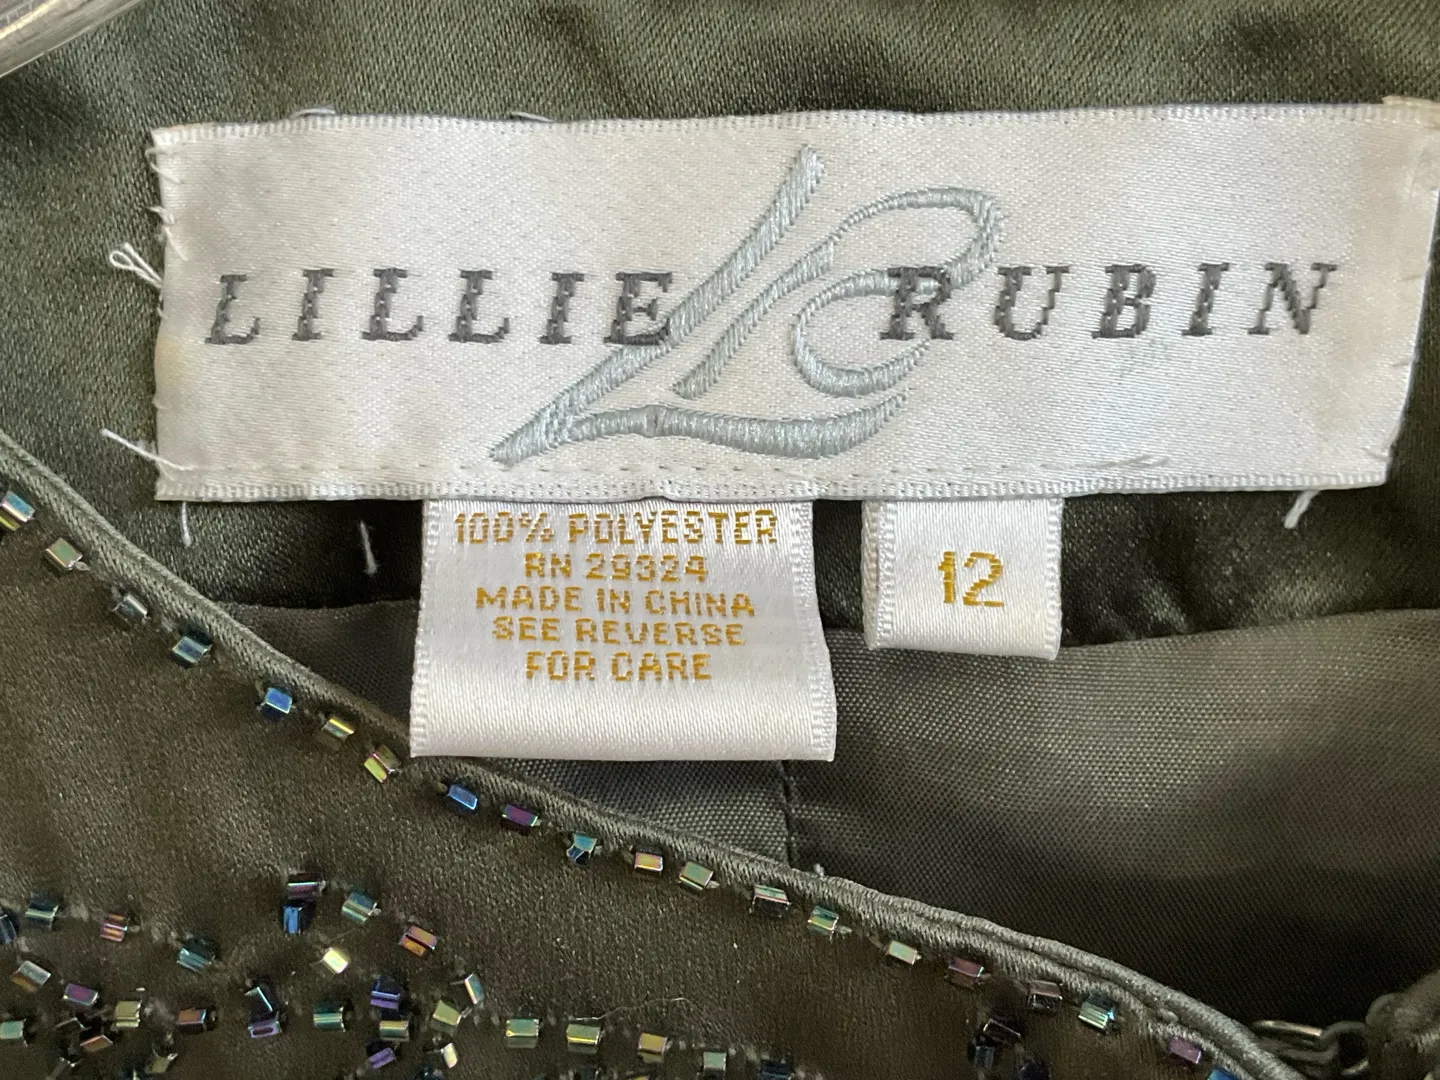 LILLIE RUBIN
100% POLYESTER
RN 29324
MADE IN CHINA
SEE REVERSE
FOR CARE
12